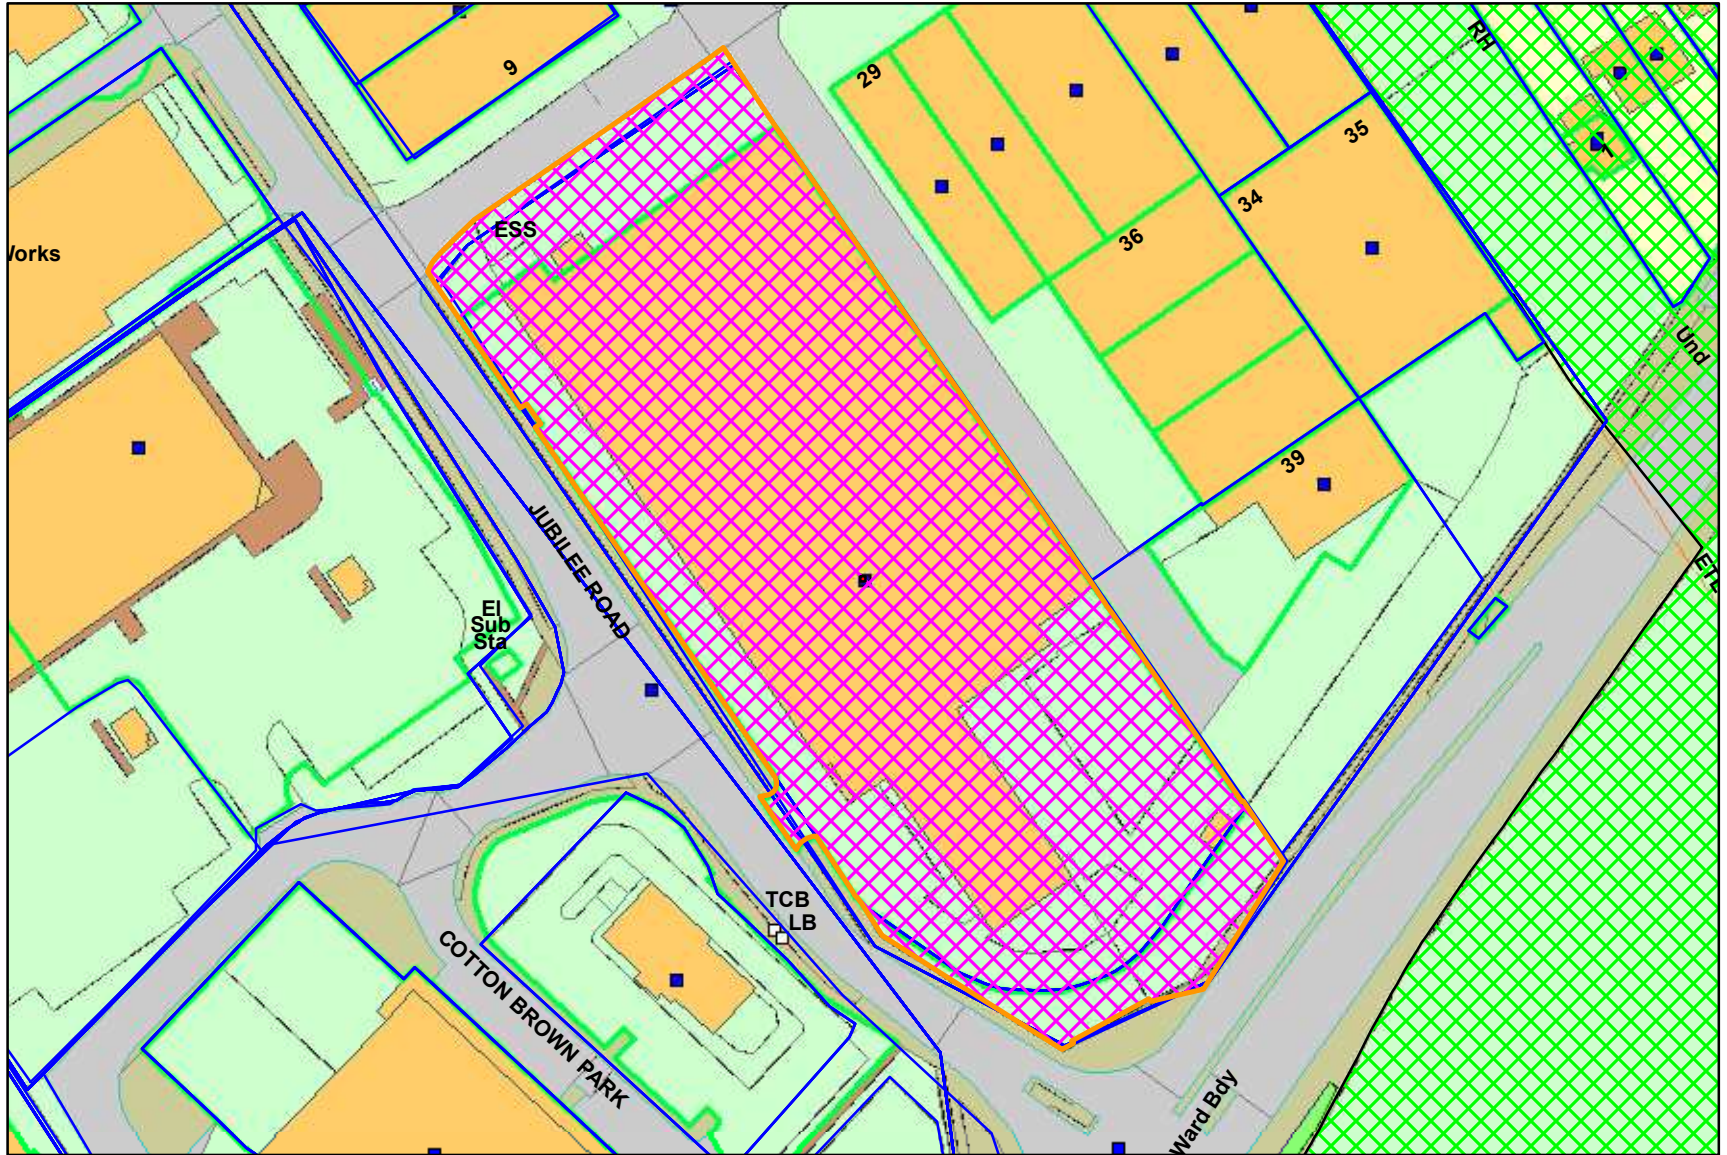 9
29
RH
35
34
36
ESS
Works
7
Und
39
JUBILEE ROAD
El
Sub
Sta
ETL
TCB
LB
COTTON BROWN PARK
Ward Bdy